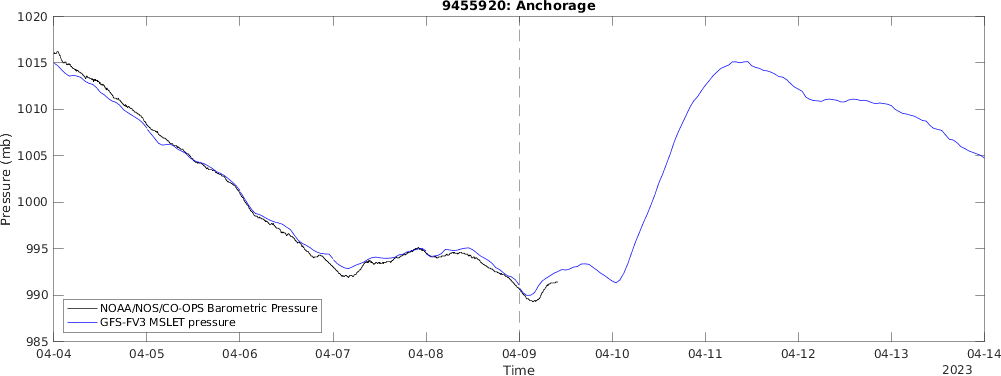 9455920: Anchorage
1020
1015
1010
1005
1000
995
990
985
Pressure (mb)
NOAA/NOS/CO-OPS Barometric Pressure
GFS-FV3 MSLET pressure
04-04 04-05 04-06 04-07 04-08 04-09 04-10 04-11 04-12 04-13 04-14
Time
2023